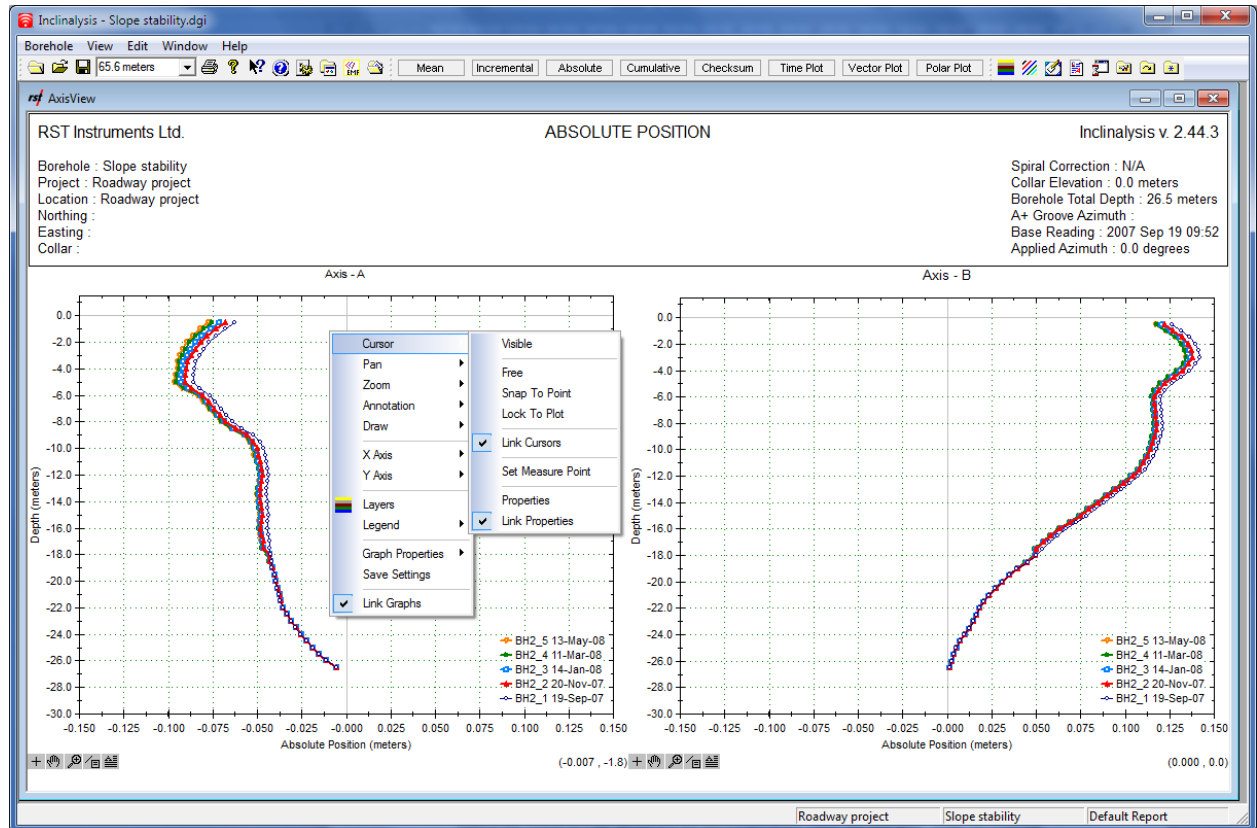 Inclinalysis - Slope stability.dgi
Borehole View Edit Window Help
65.6 meters EMF Mean Incremental Absolute Cumulative Checksum Time Plot Vector Plot Polar Plot
rst AxisView
RST Instruments Ltd. ABSOLUTE POSITION Inclinalysis v. 2.44.3
Borehole : Slope stability
Project : Roadway project
Location : Roadway project
Northing :
Easting :
Collar :
Spiral Correction : N/A
Collar Elevation : 0.0 meters
Borehole Total Depth : 26.5 meters
A+ Groove Azimuth :
Base Reading : 2007 Sep 19 09:52
Applied Azimuth : 0.0 degrees
Axis - A
0.0
-2.0
-4.0
-6.0
-8.0
-10.0
-12.0
-14.0
-16.0
-18.0
-20.0
-22.0
-24.0
-26.0
-28.0
-30.0
Depth (meters)
-0.150 -0.125 -0.100 -0.075 -0.050 -0.025 -0.000 0.025 0.050 0.075 0.100 0.125 0.150
Absolute Position (meters)
BH2_5 13-May-08
BH2_4 11-Mar-08
BH2_3 14-Jan-08
BH2_2 20-Nov-07
BH2_1 19-Sep-07
(-0.007 , -1.8)
Cursor
Pan
Zoom
Annotation
Draw
X Axis
Y Axis
Layers
Legend
Graph Properties
Save Settings
Link Graphs
Visible
Free
Snap To Point
Lock To Plot
Link Cursors
Set Measure Point
Properties
Link Properties
Axis - B
0.0
-2.0
-4.0
-6.0
-8.0
-10.0
-12.0
-14.0
-16.0
-18.0
-20.0
-22.0
-24.0
-26.0
-28.0
-30.0
Depth (meters)
-0.150 -0.125 -0.100 -0.075 -0.050 -0.025 0.000 0.025 0.050 0.075 0.100 0.125 0.150
Absolute Position (meters)
BH2_5 13-May-08
BH2_4 11-Mar-08
BH2_3 14-Jan-08
BH2_2 20-Nov-07
BH2_1 19-Sep-07
(0.000 , 0.0)
Roadway project Slope stability Default Report